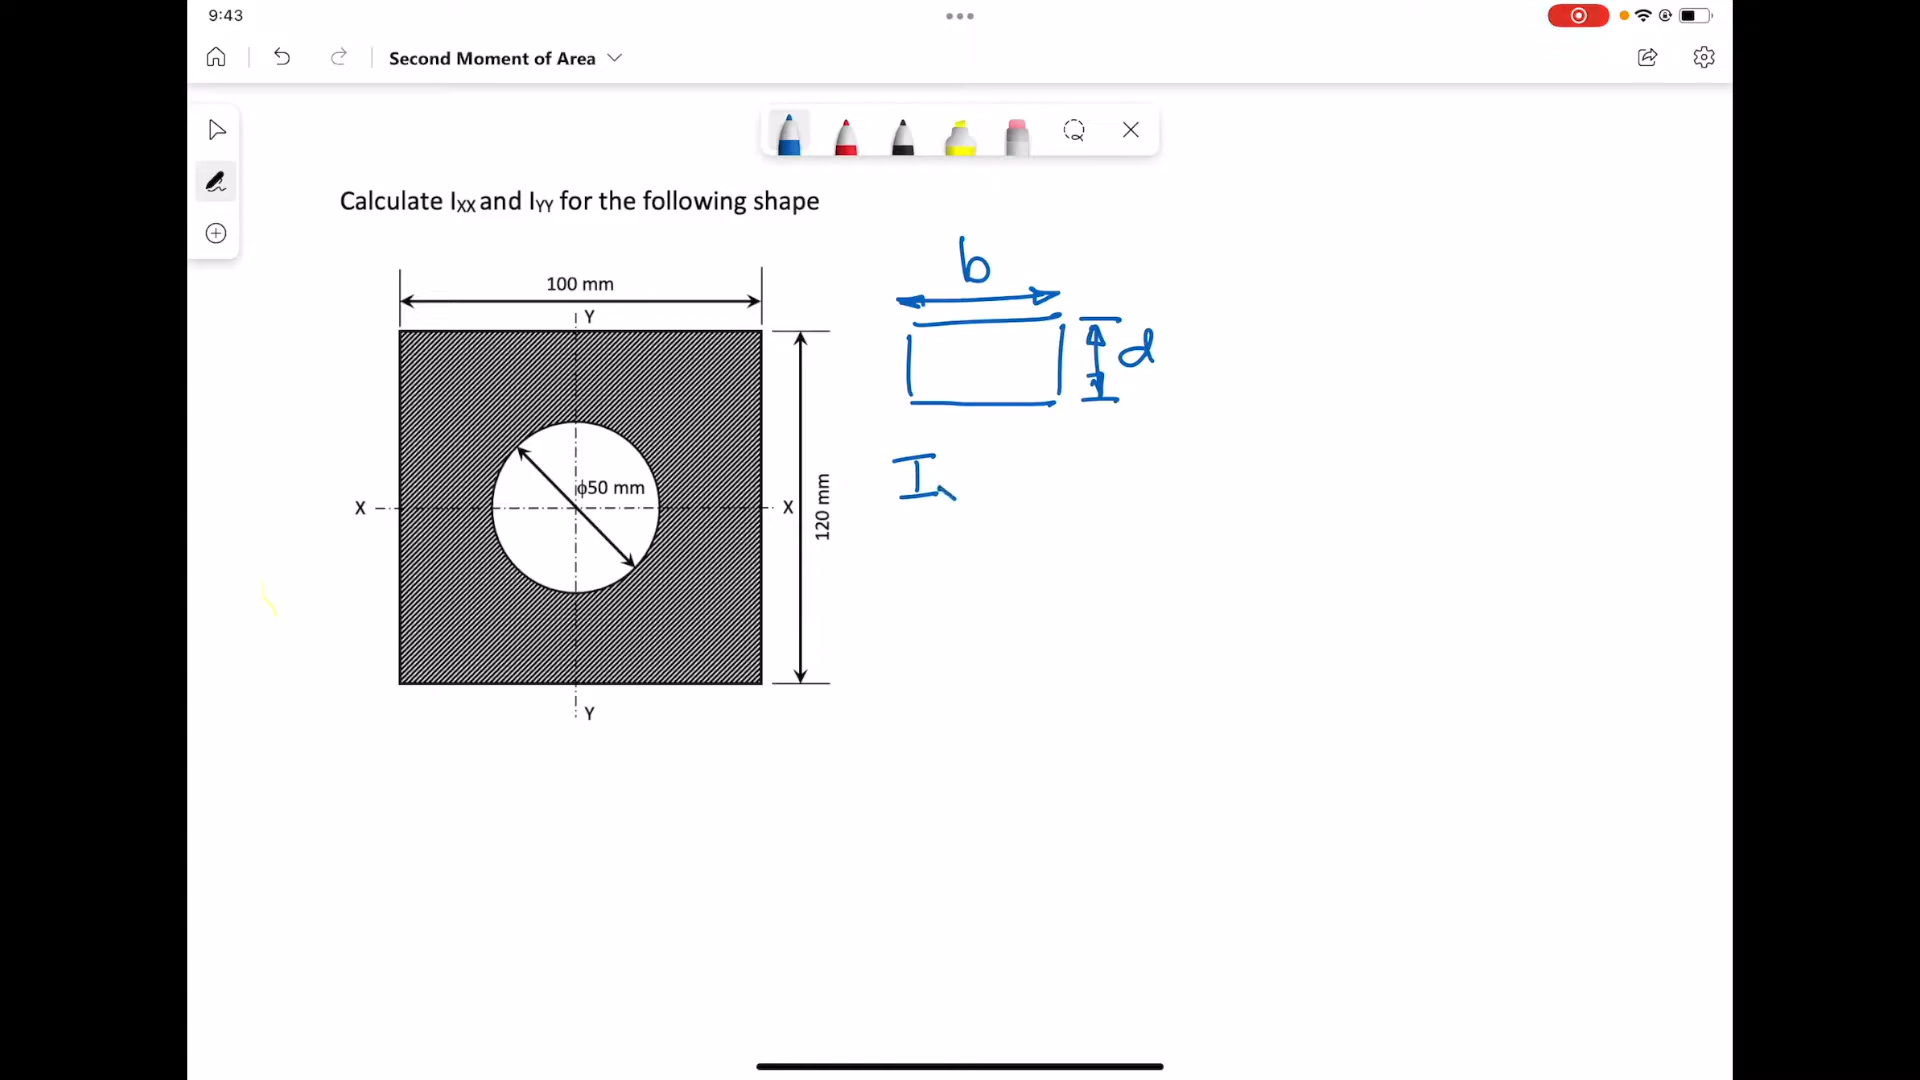 9:43
Second Moment of Area
Calculate IXX and IYY for the following shape
100 mm
Y
b
d
ϕ50 mm
X
X
120 mm
I
Y